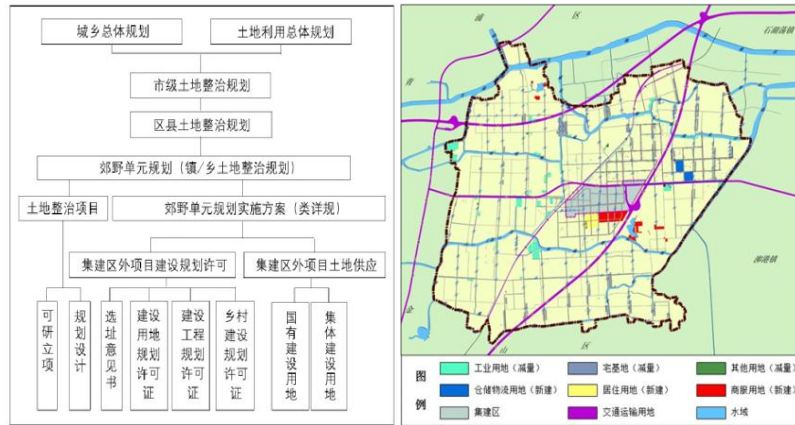 城乡总体规划
土地利用总体规划
市级土地整治规划
区县土地整治规划
郊野单元规划（镇/乡土地整治规划）
土地整治项目
郊野单元规划实施方案（类详规）
集建区外项目建设规划许可
集建区外项目土地供应
可研立项
规划设计
选址意见书
建设用地规划许可证
建设工程规划许可证
乡村建设规划许可证
国有建设用地
集体建设用地
浦
区
石湖荡镇
青
泖港镇
金
山
区
图例
工业用地（减量）
宅基地（减量）
其他用地（减量）
仓储物流用地（新建）
居住用地（新建）
商服用地（新建）
集建区
交通运输用地
水域